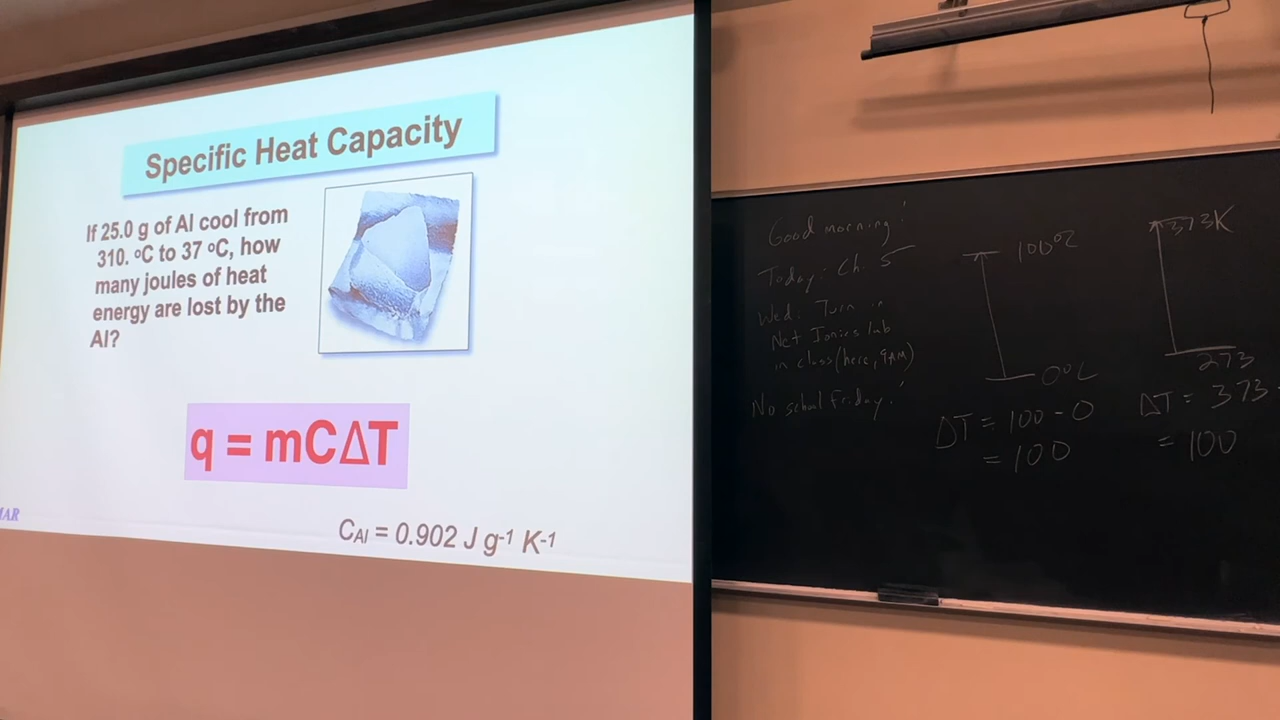 Specific Heat Capacity
If 25.0 g of Al cool from
310. ºC to 37 ºC, how
many joules of heat
energy are lost by the
Al?
q = mCΔT
MAR
CAl = 0.902 J g-1 K-1
Good morning!
Today: Ch. 5
Wed: Turn in
Net Ionics lab
in class (here, 9AM)
No school Friday!
100°C
0°C
ΔT = 100 - 0
= 100
373K
273
ΔT = 373 -
= 100